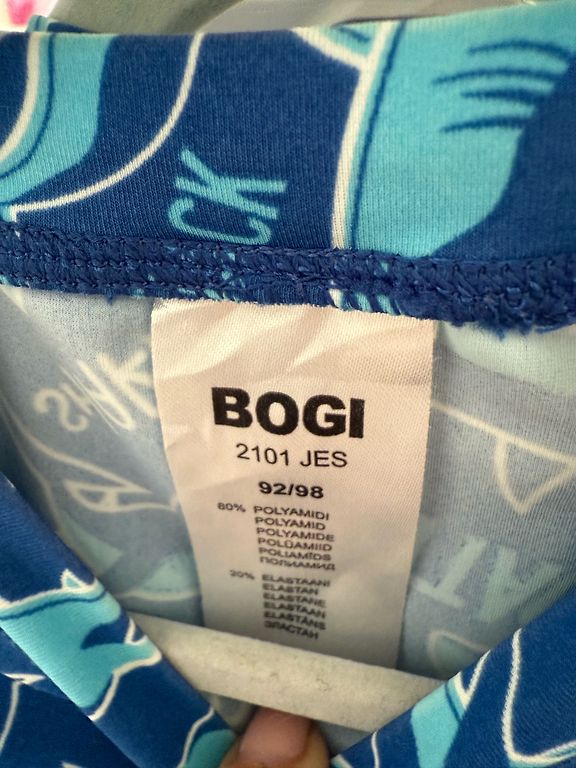 CK
BOGI
2101 JES
92/98
80% POLYAMIDI
POLYAMID
POLYAMIDE
POLÜAMIID
POLIAMĪDS
ПОЛИАМИД
20% ELASTAANI
ELASTAN
ELASTANE
ELASTAAN
ELASTĀNS
ЭЛАСТАН